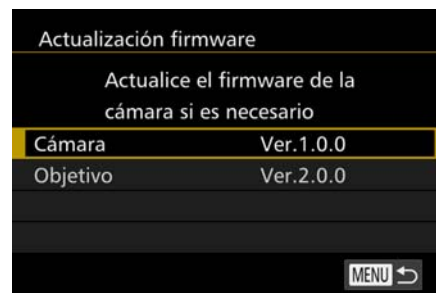 Actualización firmware
Actualice el firmware de la
cámara si es necesario
Cámara Ver.1.0.0
Objetivo Ver.2.0.0
MENU